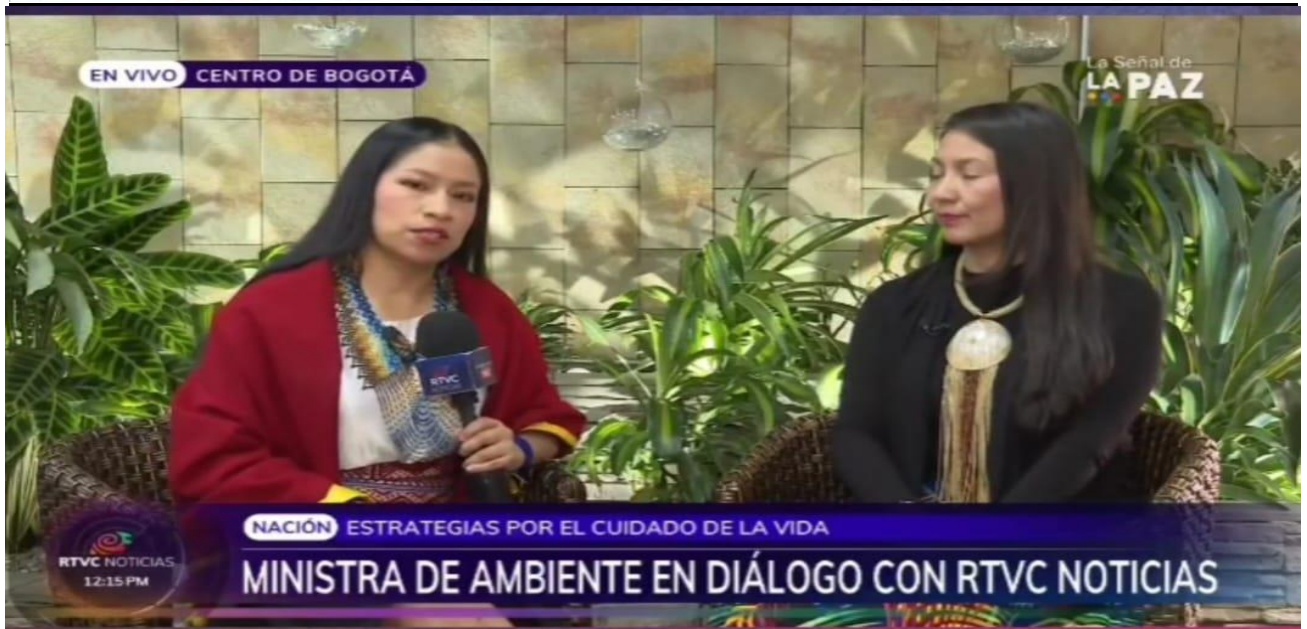 EN VIVO CENTRO DE BOGOTÁ
La Señal de
LA PAZ
RTVC
NACIÓN ESTRATEGIAS POR EL CUIDADO DE LA VIDA
RTVC NOTICIAS
12:15 PM
MINISTRA DE AMBIENTE EN DIÁLOGO CON RTVC NOTICIAS